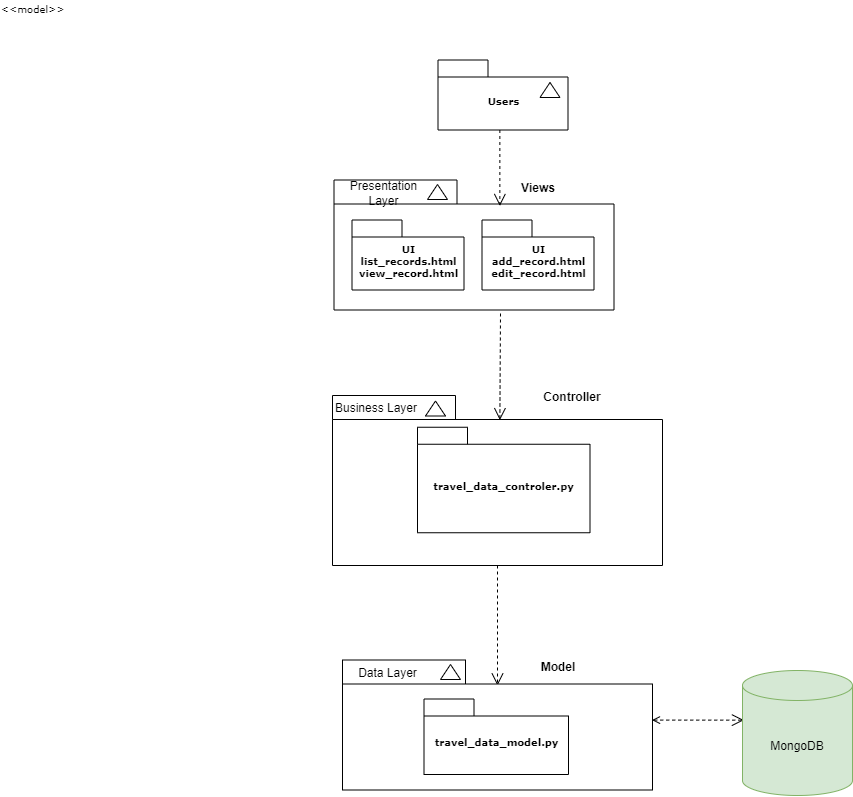 <<model>>
Users
Presentation
Layer
Views
UI
list_records.html
view_record.html
UI
add_record.html
edit_record.html
Business Layer
Controller
travel_data_controler.py
Data Layer
Model
travel_data_model.py
MongoDB